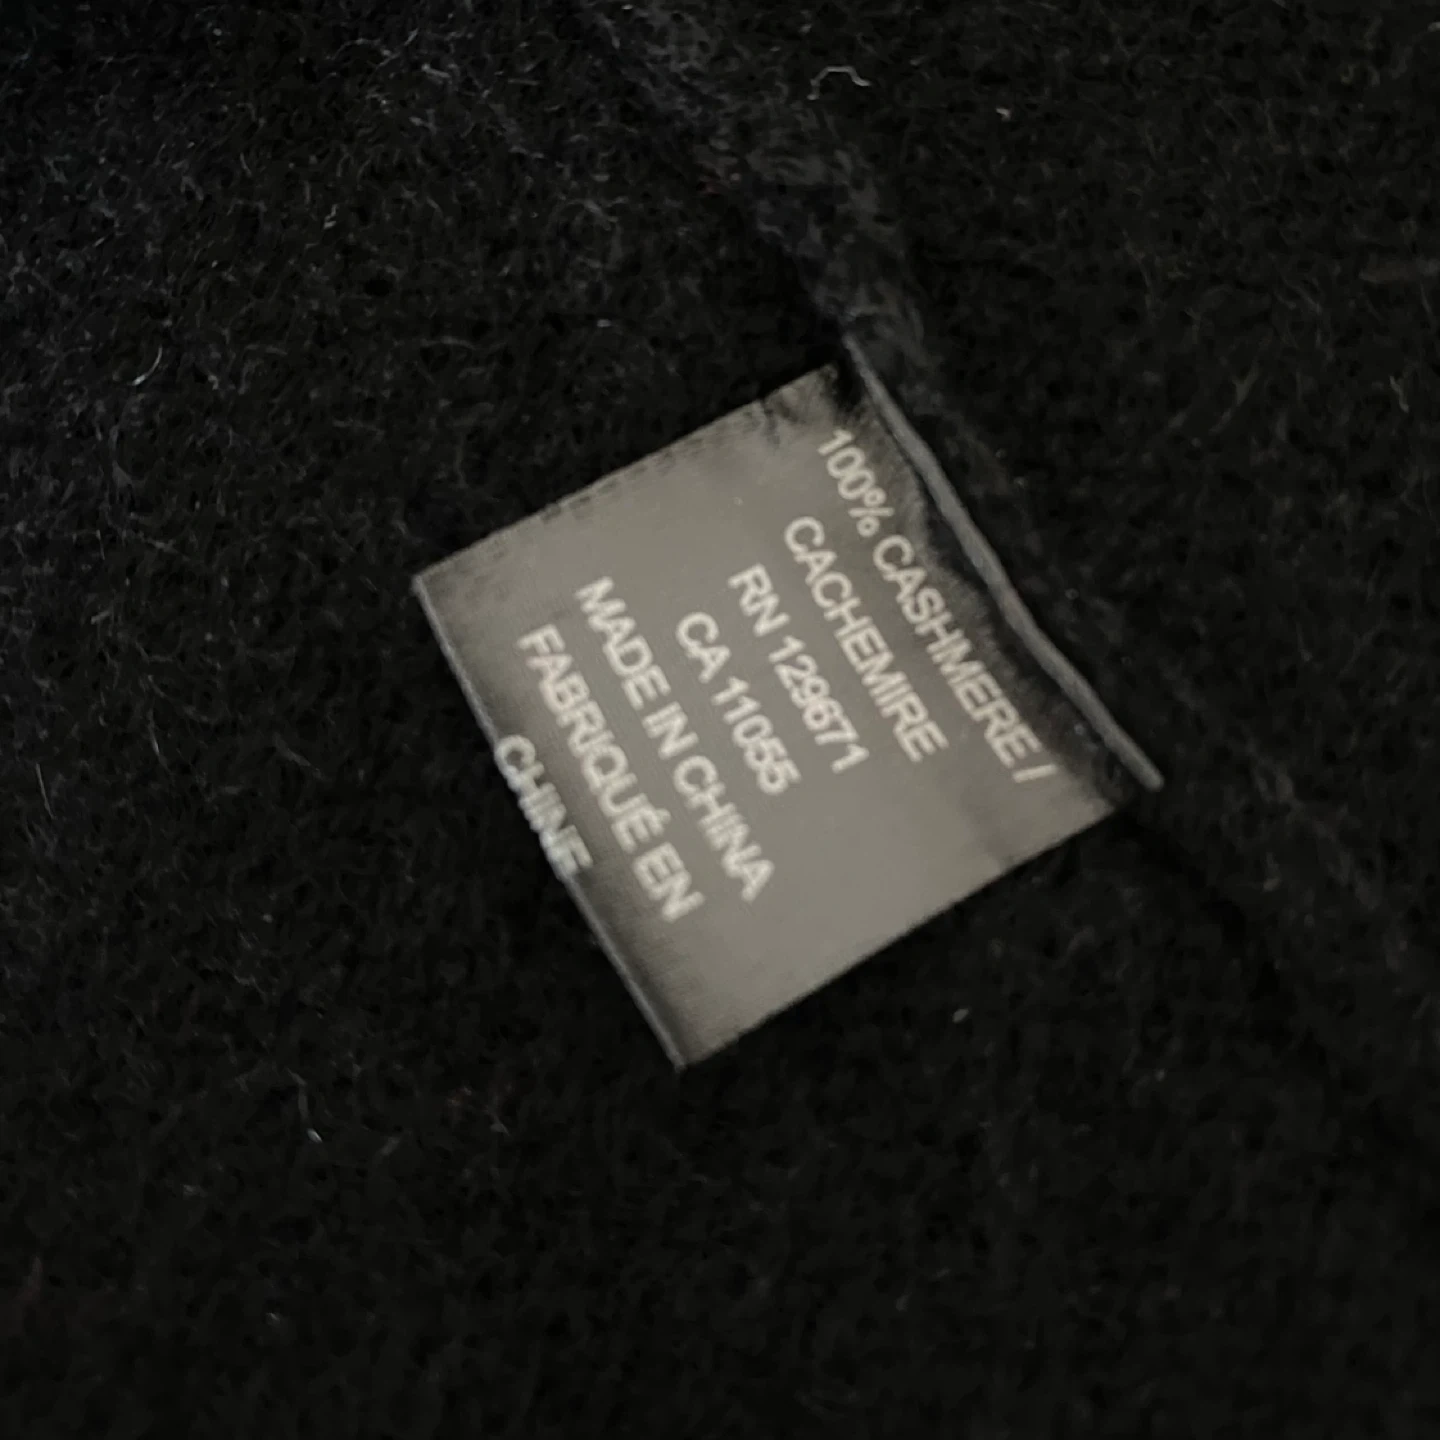 100% CASHMERE /
CACHEMIRE
RN 129671
CA 11055
MADE IN CHINA
FABRIQUÉ EN
CHINE